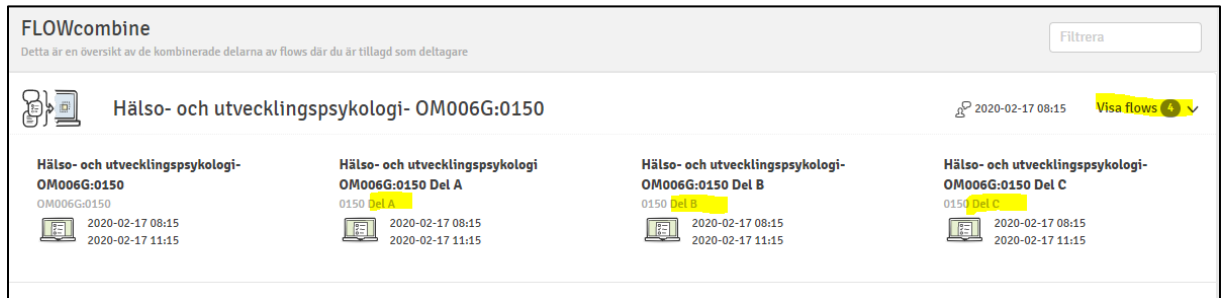 FLOWcombine
Detta är en översikt av de kombinerade delarna av flows där du är tillagd som deltagare
Filtrera
Hälso- och utvecklingspsykologi- OM006G:0150
2020-02-17 08:15
Visa flows 4
Hälso- och utvecklingspsykologi-
OM006G:0150
OM006G:0150
2020-02-17 08:15
2020-02-17 11:15
Hälso- och utvecklingspsykologi
OM006G:0150 Del A
0150 Del A
2020-02-17 08:15
2020-02-17 11:15
Hälso- och utvecklingspsykologi-
OM006G:0150 Del B
0150 Del B
2020-02-17 08:15
2020-02-17 11:15
Hälso- och utvecklingspsykologi-
OM006G:0150 Del C
0150 Del C
2020-02-17 08:15
2020-02-17 11:15